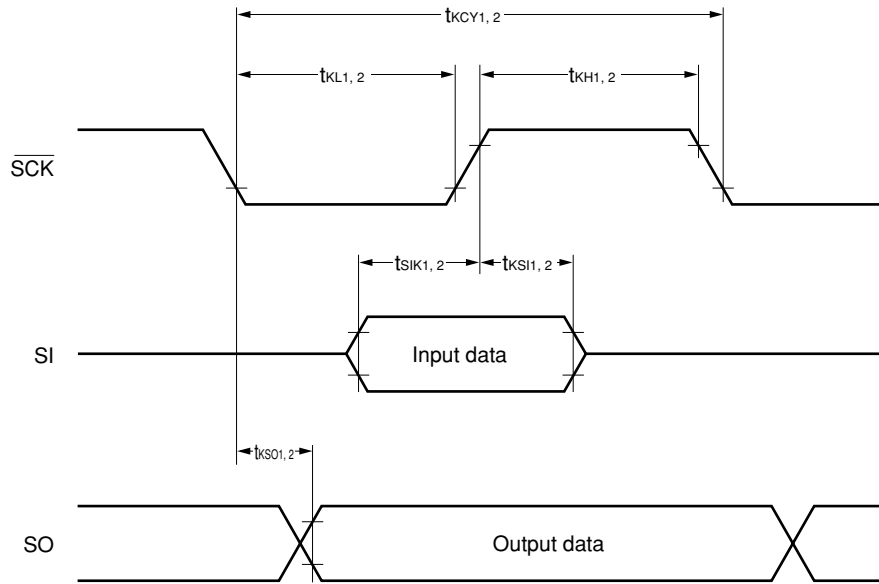 tKCY1, 2
tKL1, 2
tKH1, 2
SCK
tSIK1, 2
tKSI1, 2
SI
Input data
tKSO1, 2
SO
Output data